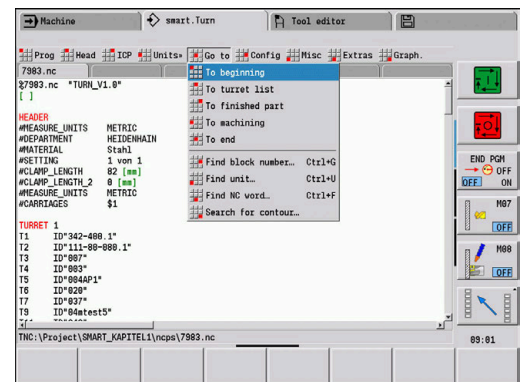 Machine smart.Turn Tool editor
Prog Head ICP Units» Go to Config Misc Extras Graph.
7983.nc
%7983.nc "TURN_V1.0"
[ ]
HEADER
#MEASURE_UNITS METRIC
#DEPARTMENT HEIDENHAIN
#MATERIAL Stahl
#SETTING 1 von 1
#CLAMP_LENGTH 82 [mm]
#CLAMP_LENGTH_2 0 [mm]
#MEASURE_UNITS METRIC
#CARRIAGES $1
TURRET 1
T1 ID"342-400.1"
T2 ID"111-80-080.1"
T3 ID"007"
T4 ID"003"
T5 ID"004AP1"
T6 ID"020"
T7 ID"037"
T9 ID"04mtest5"
To beginning
To turret list
To finished part
To machining
To end
Find block number… Ctrl+G
Find unit… Ctrl+U
Find NC word… Ctrl+F
Search for contour…
TNC:\Project\SMART_KAPITEL1\ncps\7983.nc
END PGM
OFF
OFF ON
M07
OFF
M08
OFF
09:01